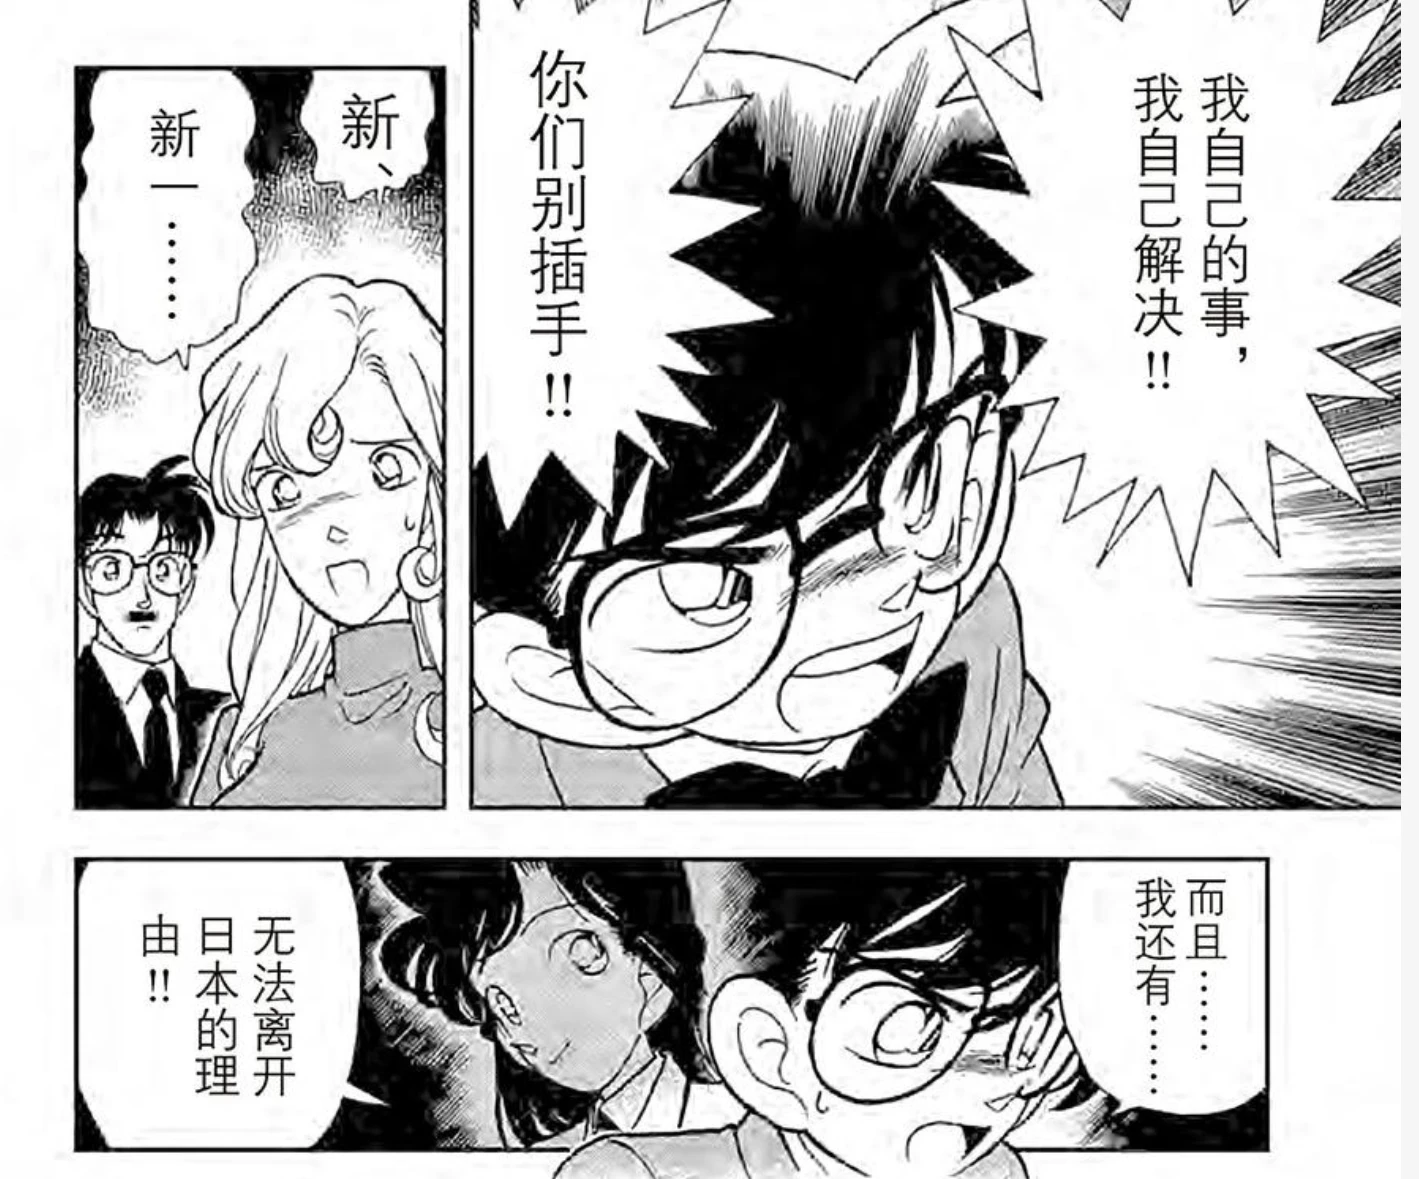 我自己的事，
我自己解决!!
你们别插手!!
新、
新一……
而且……
我还有……
无法离开
日本的理
由!!